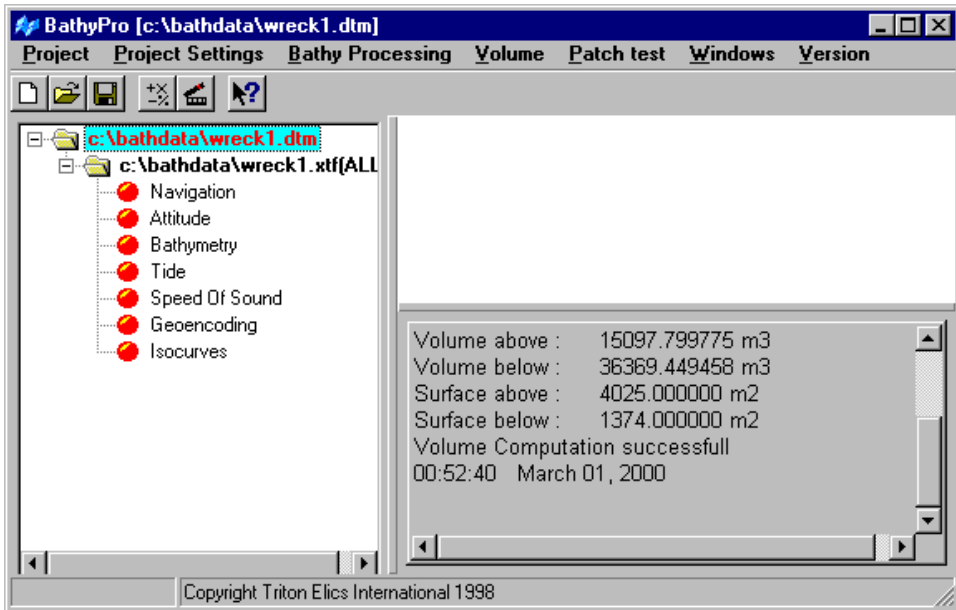 BathyPro [c:\bathdata\wreck1.dtm]
Project Project Settings Bathy Processing Volume Patch test Windows Version
c:\bathdata\wreck1.dtm
c:\bathdata\wreck1.xtf(ALL
Navigation
Attitude
Bathymetry
Tide
Speed Of Sound
Geoencoding
Isocurves
Volume above : 15097.799775 m3
Volume below : 36369.449458 m3
Surface above : 4025.000000 m2
Surface below : 1374.000000 m2
Volume Computation successfull
00:52:40 March 01, 2000
Copyright Triton Elics International 1998